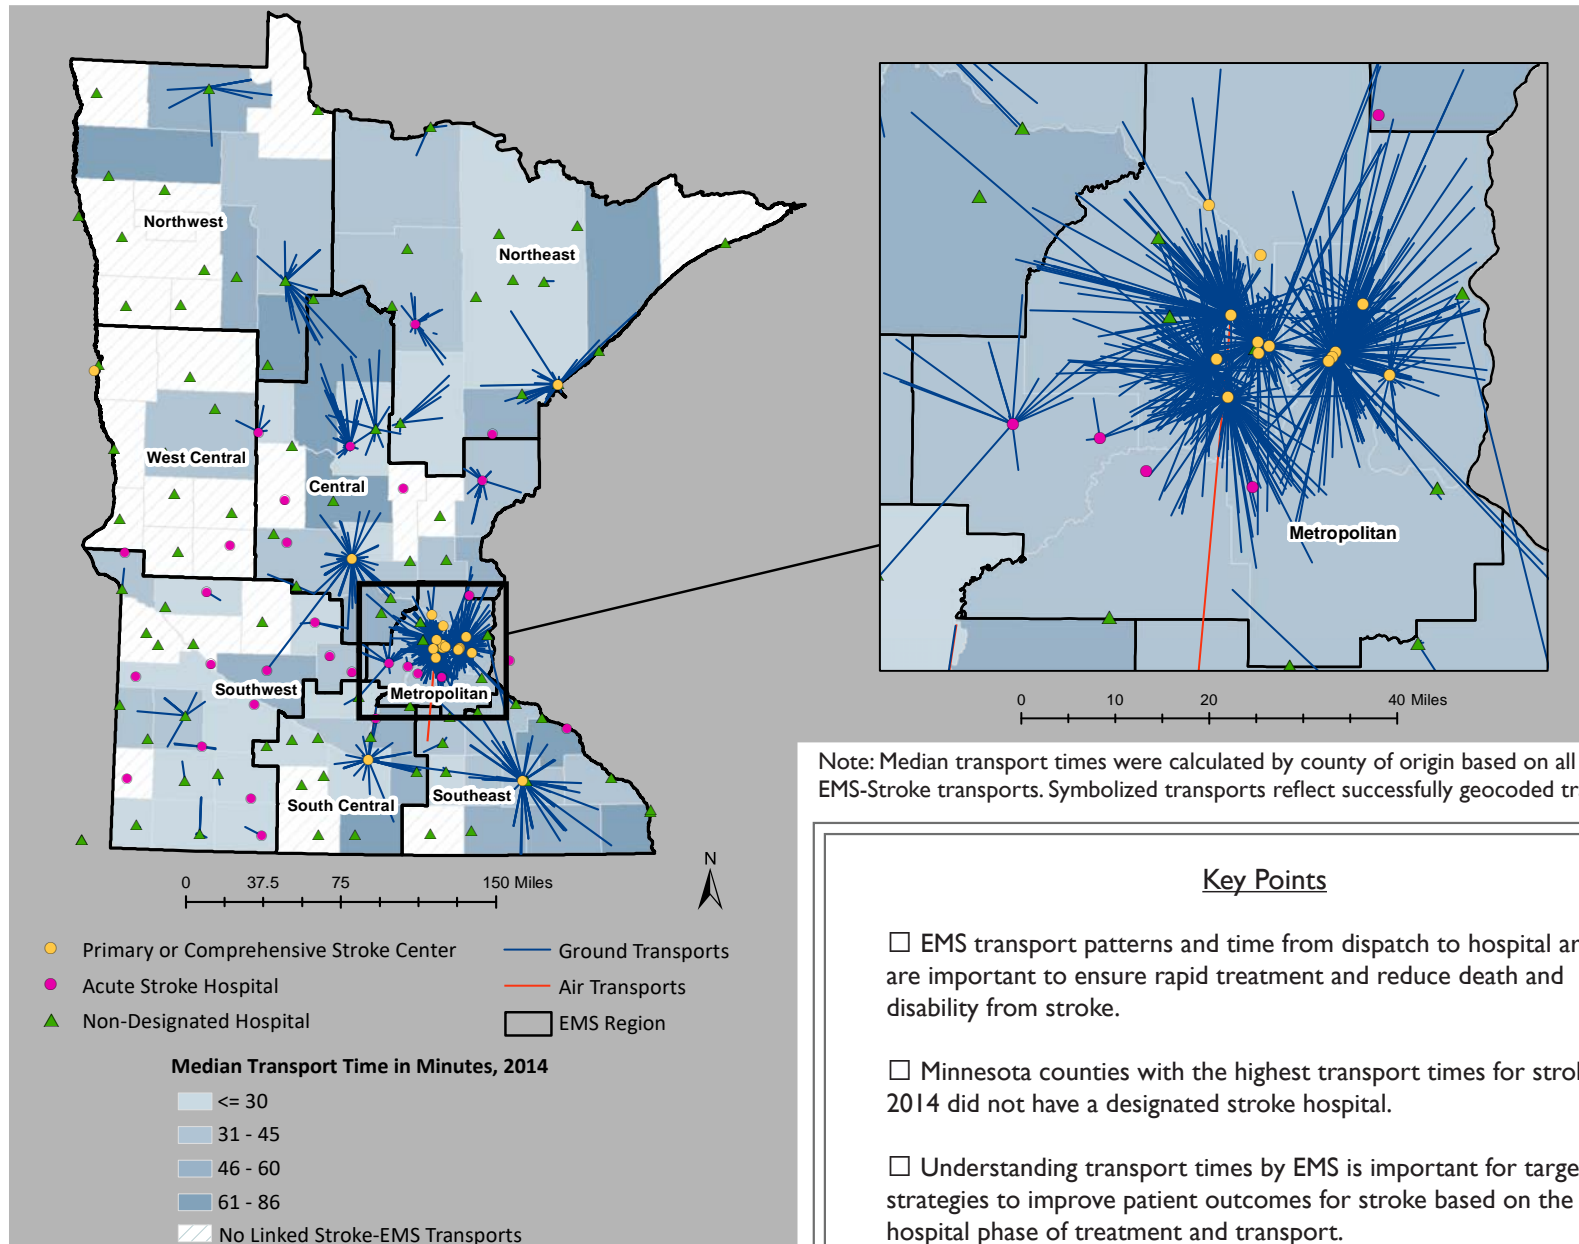 Northwest
Northeast
West Central
Central
Southwest
Metropolitan
South Central
Southeast
Metropolitan
0 10 20 40 Miles
0 37.5 75 150 Miles
N
Primary or Comprehensive Stroke Center
Acute Stroke Hospital
Non-Designated Hospital
Ground Transports
Air Transports
EMS Region
Median Transport Time in Minutes, 2014
<= 30
31 - 45
46 - 60
61 - 86
No Linked Stroke-EMS Transports
Note: Median transport times were calculated by county of origin based on all
EMS-Stroke transports. Symbolized transports reflect successfully geocoded
Key Points
☐ EMS transport patterns and time from dispatch to hospital
are important to ensure rapid treatment and reduce death and
disability from stroke.
☐ Minnesota counties with the highest transport times for
2014 did not have a designated stroke hospital.
☐ Understanding transport times by EMS is important for
strategies to improve patient outcomes for stroke based on the
hospital phase of treatment and transport.